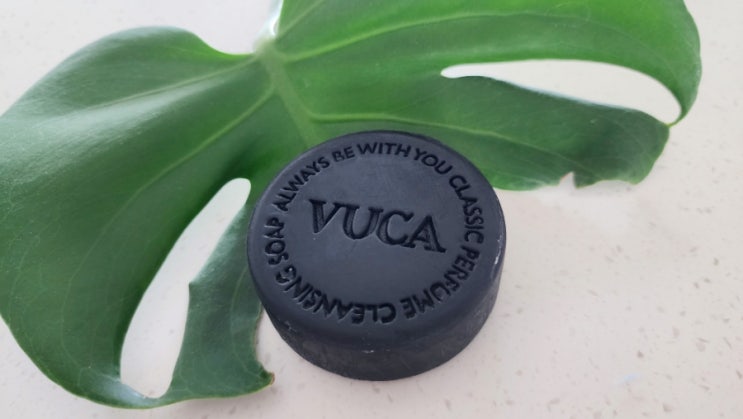 ALWAYS BE WITH YOU CLASSIC PERFUME CLEANSING SOAP
VUCA